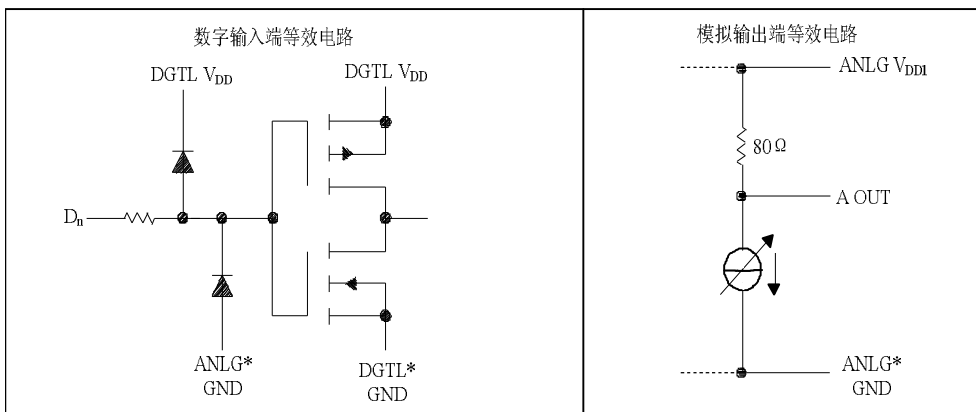 数字输入端等效电路
DGTL VDD
DGTL VDD
Dn
ANLG*
GND
DGTL*
GND
模拟输出端等效电路
ANLG VDD1
80Ω
A OUT
ANLG*
GND